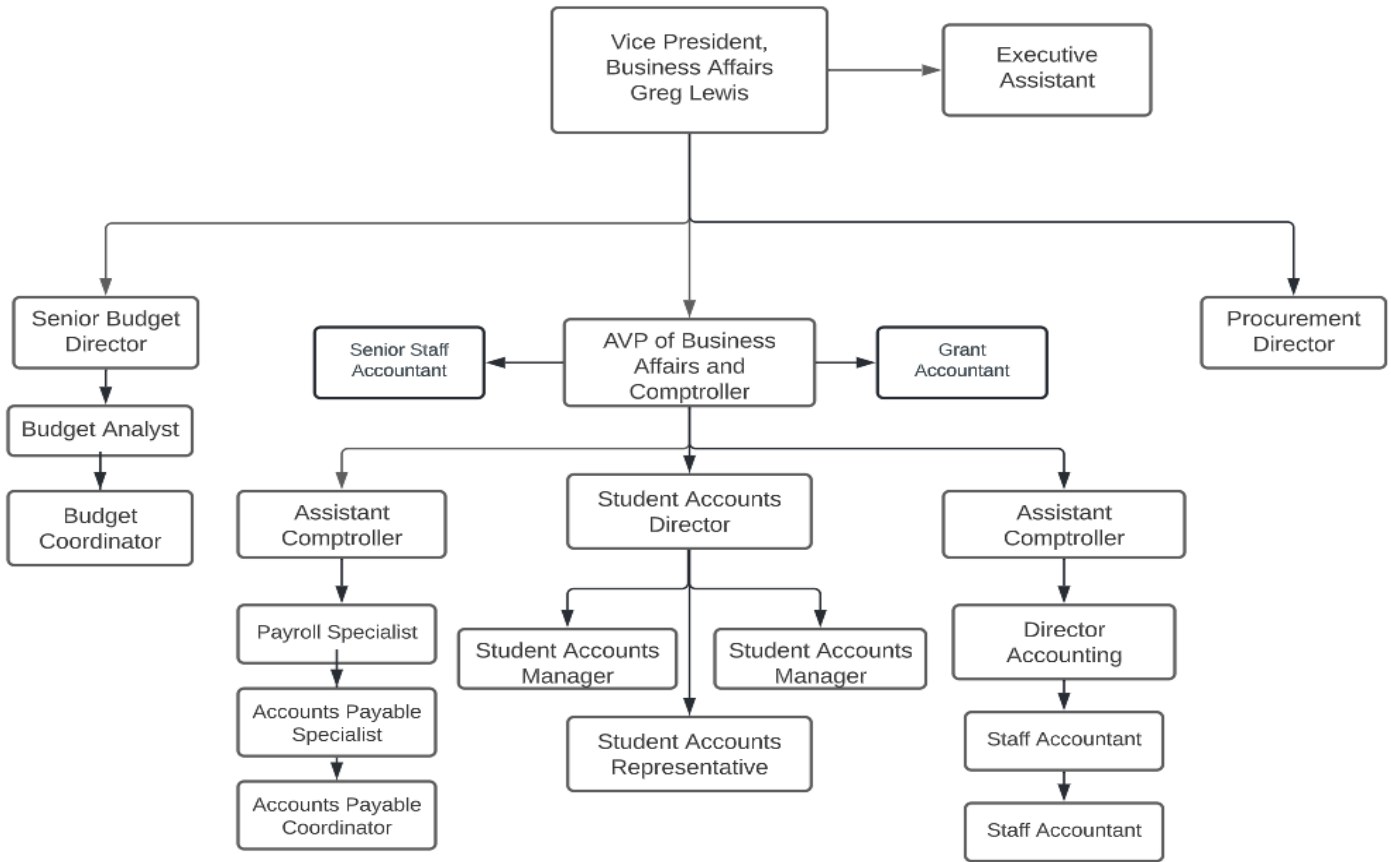 Vice President,
Business Affairs
Greg Lewis
Executive
Assistant
Senior Budget
Director
Senior Staff
Accountant
AVP of Business
Affairs and
Comptroller
Grant
Accountant
Procurement
Director
Budget Analyst
Budget
Coordinator
Assistant
Comptroller
Student Accounts
Director
Assistant
Comptroller
Payroll Specialist
Student Accounts
Manager
Student Accounts
Manager
Director
Accounting
Accounts Payable
Specialist
Student Accounts
Representative
Staff Accountant
Accounts Payable
Coordinator
Staff Accountant